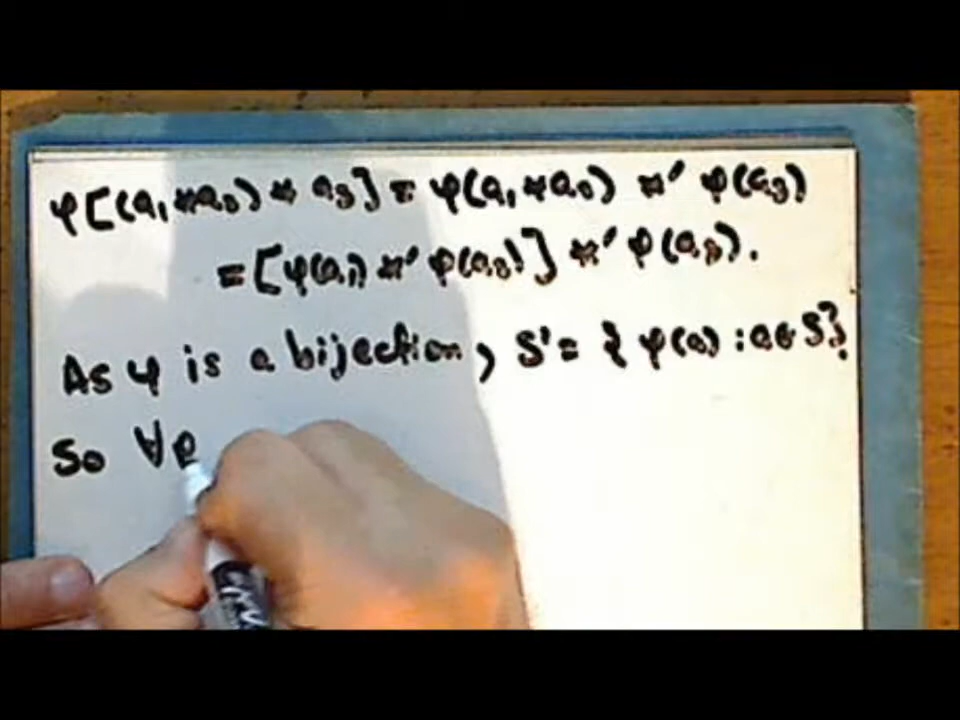 φ[(a₁*a₂) * a₃] = φ(a₁*a₂) *' φ(a₃)
= [φ(a₁) *' φ(a₂)] *' φ(a₃).
As φ is a bijection, S' = {φ(a) : a∈S}.
So ∀